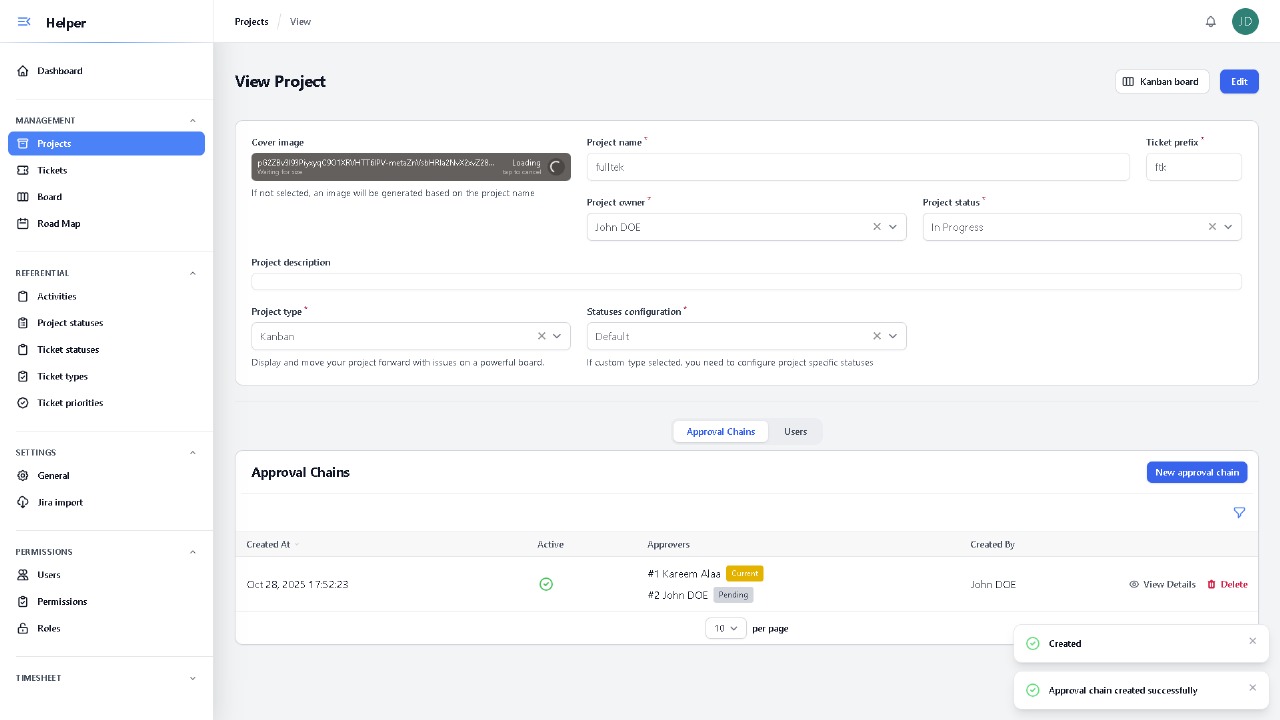 Helper
Projects / View
JD
Dashboard
MANAGEMENT
Projects
Tickets
Board
Road Map
REFERENTIAL
Activities
Project statuses
Ticket statuses
Ticket types
Ticket priorities
SETTINGS
General
Jira import
PERMISSIONS
Users
Permissions
Roles
TIMESHEET
View Project
Kanban board
Edit
Cover image
Loading
Waiting for size
tap to cancel
If not selected, an image will be generated based on the project name
Project name*
fulltek
Ticket prefix*
ftk
Project owner*
John DOE
Project status*
In Progress
Project description
Project type*
Kanban
Display and move your project forward with issues on a powerful board.
Statuses configuration*
Default
If custom type selected, you need to configure project specific statuses
Approval Chains
Users
Approval Chains
New approval chain
Created At
Active
Approvers
Created By
Oct 28, 2025 17:52:23
#1 Kareem Alaa Current
#2 John DOE Pending
John DOE
View Details
Delete
10 per page
Created
Approval chain created successfully